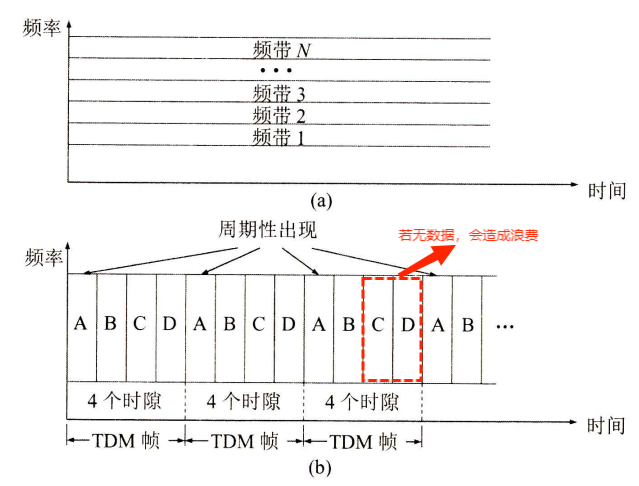 频率
频带 N
···
频带 3
频带 2
频带 1
时间
(a)
周期性出现
若无数据，会造成浪费
频率
A B C D A B C D A B C D A B ···
4 个时隙 4 个时隙 4 个时隙
时间
TDM 帧 TDM 帧 TDM 帧
(b)